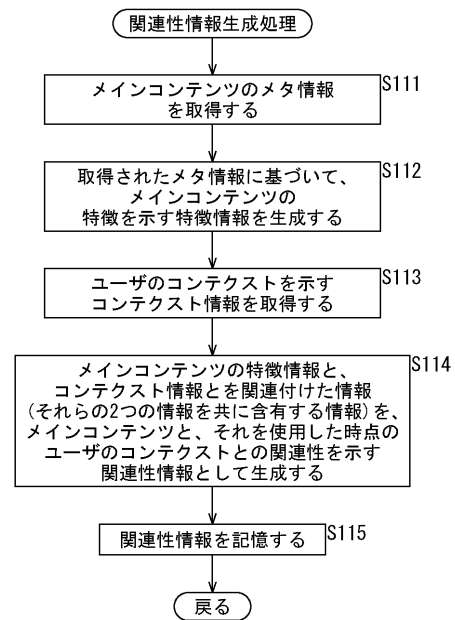 関連性情報生成処理
S111
メインコンテンツのメタ情報
を取得する
S112
取得されたメタ情報に基づいて、
メインコンテンツの
特徴を示す特徴情報を生成する
S113
ユーザのコンテクストを示す
コンテクスト情報を取得する
S114
メインコンテンツの特徴情報と、
コンテクスト情報とを関連付けた情報
(それらの2つの情報を共に含有する情報)を、
メインコンテンツと、それを使用した時点の
ユーザのコンテクストとの関連性を示す
関連性情報として生成する
S115
関連性情報を記憶する
戻る